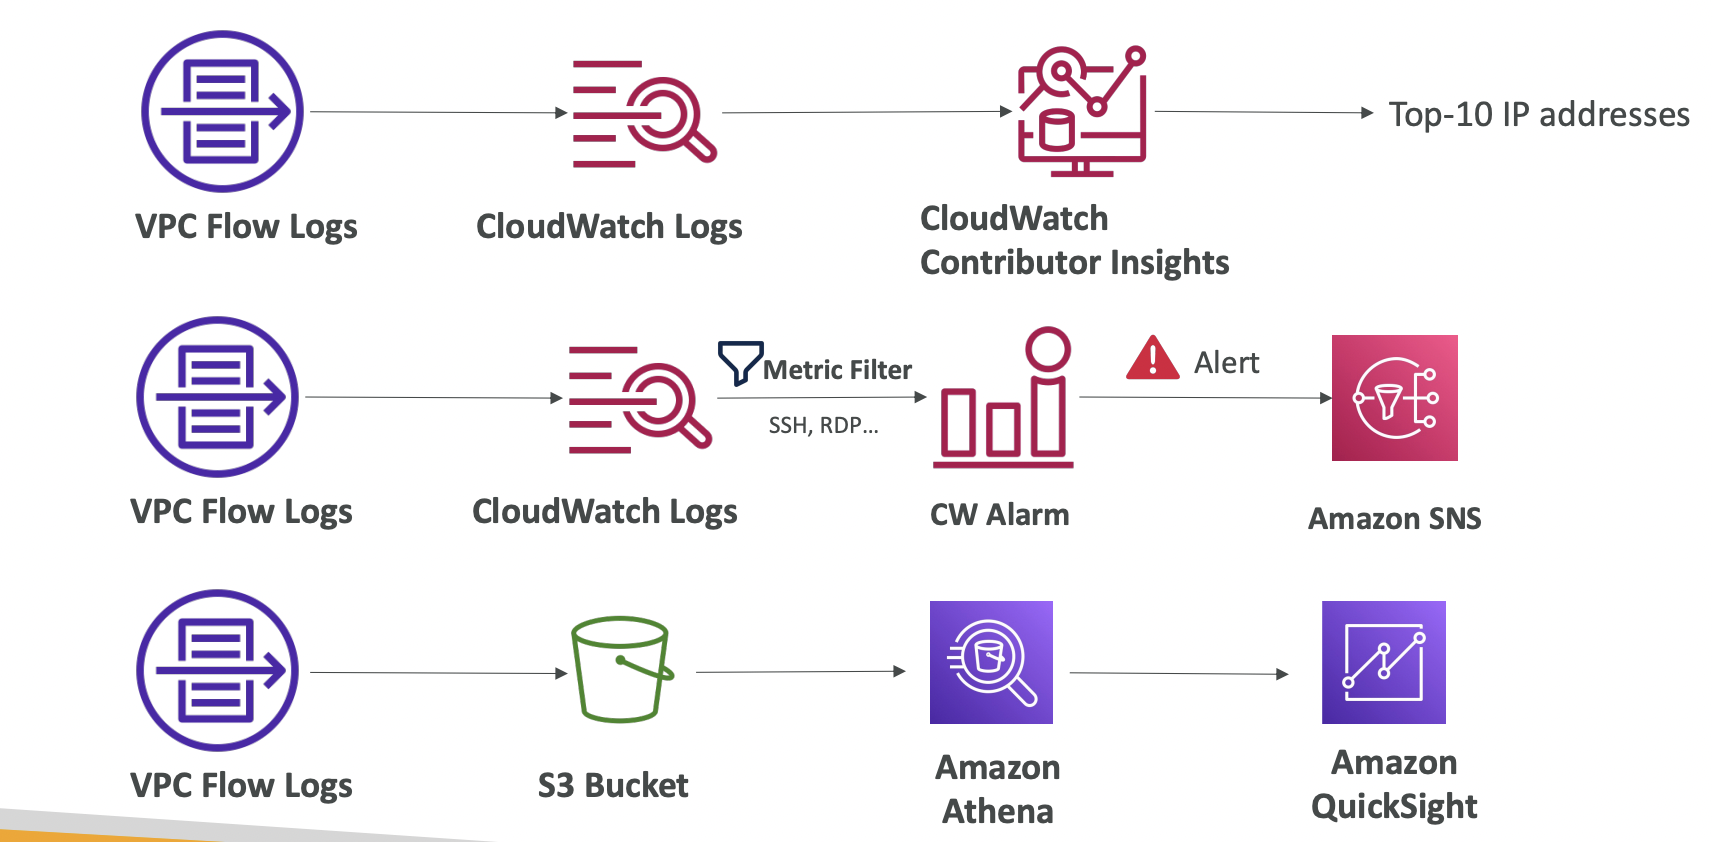 Top-10 IP addresses
VPC Flow Logs
CloudWatch Logs
CloudWatch
Contributor Insights
Metric Filter
SSH, RDP...
Alert
VPC Flow Logs
CloudWatch Logs
CW Alarm
Amazon SNS
VPC Flow Logs
S3 Bucket
Amazon
Athena
Amazon
QuickSight